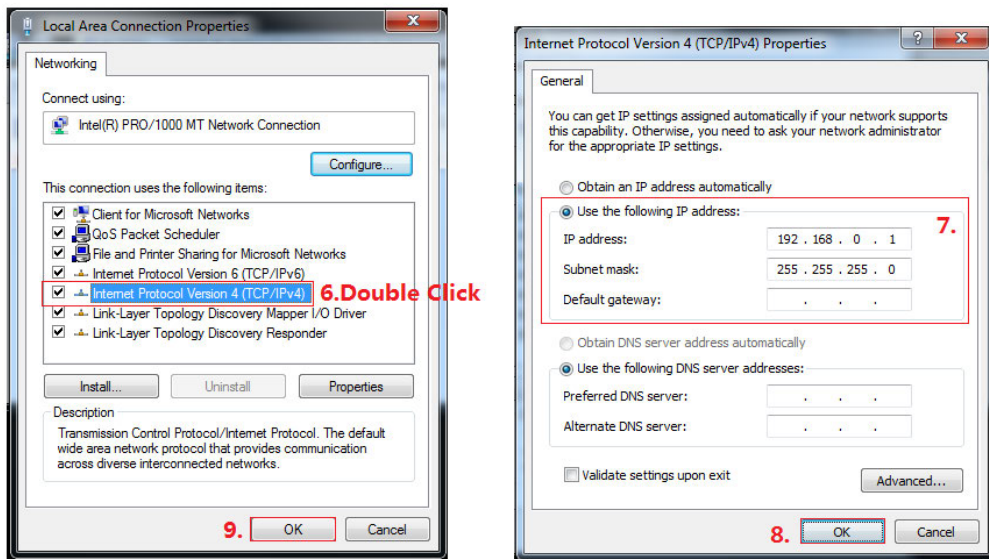 Local Area Connection Properties
Networking
Connect using:
Intel(R) PRO/1000 MT Network Connection
Configure...
This connection uses the following items:
Client for Microsoft Networks
QoS Packet Scheduler
File and Printer Sharing for Microsoft Networks
Internet Protocol Version 6 (TCP/IPv6)
Internet Protocol Version 4 (TCP/IPv4) 6.Double Click
Link-Layer Topology Discovery Mapper I/O Driver
Link-Layer Topology Discovery Responder
Install... Uninstall Properties
Description
Transmission Control Protocol/Internet Protocol. The default
wide area network protocol that provides communication
across diverse interconnected networks.
9. OK Cancel
Internet Protocol Version 4 (TCP/IPv4) Properties
General
You can get IP settings assigned automatically if your network supports
this capability. Otherwise, you need to ask your network administrator
for the appropriate IP settings.
Obtain an IP address automatically
Use the following IP address: 7.
IP address: 192 . 168 . 0 . 1
Subnet mask: 255 . 255 . 255 . 0
Default gateway: . . .
Obtain DNS server address automatically
Use the following DNS server addresses:
Preferred DNS server: . . .
Alternate DNS server: . . .
Validate settings upon exit Advanced...
8. OK Cancel